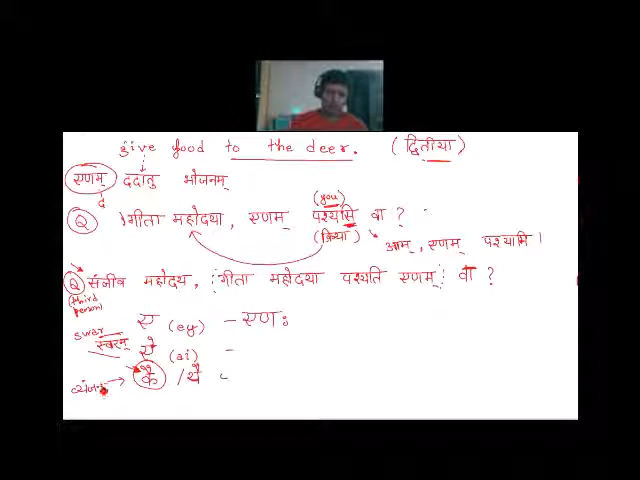 give food to the deer. (द्वितीया)
एणम् ददातु भोजनम्
(you)
Q गीता महोदया, एणम् पश्यसि वा ?
(क्रिया) आम्, एणम् पश्यामि ।
Q संजीव महोदय, गीता महोदया पश्यति एणम् वा ?
(third person)
ए (ey) – एणः
swar स्वरम्
ऐ (ai) –
कै / यै